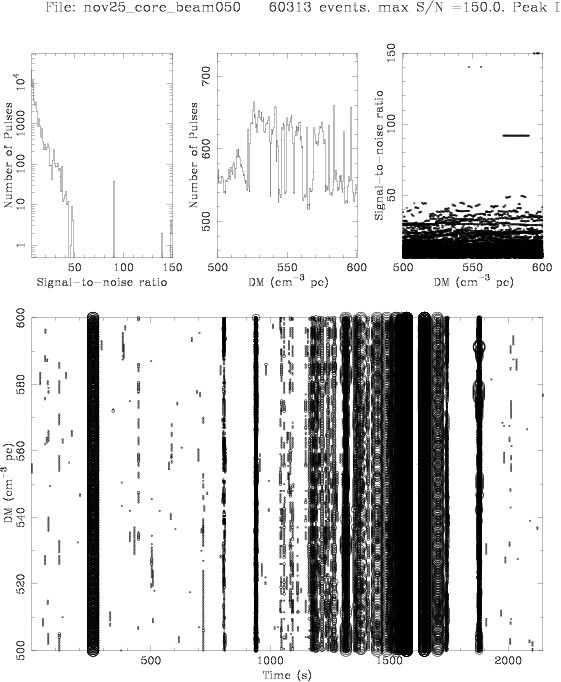 File: nov25_core_beam050 60313 events. max S/N =150.0. Peak
Number of Pulses
1 10 100 1000 10⁴
50 100 150
Signal-to-noise ratio
Number of Pulses
500 550 600 650 700
500 550 600
DM (cm⁻³ pc)
Signal-to-noise ratio
50 100 150
500 550 600
DM (cm⁻³ pc)
DM (cm⁻³ pc)
500 520 540 560 580 600
500 1000 1500 2000
Time (s)